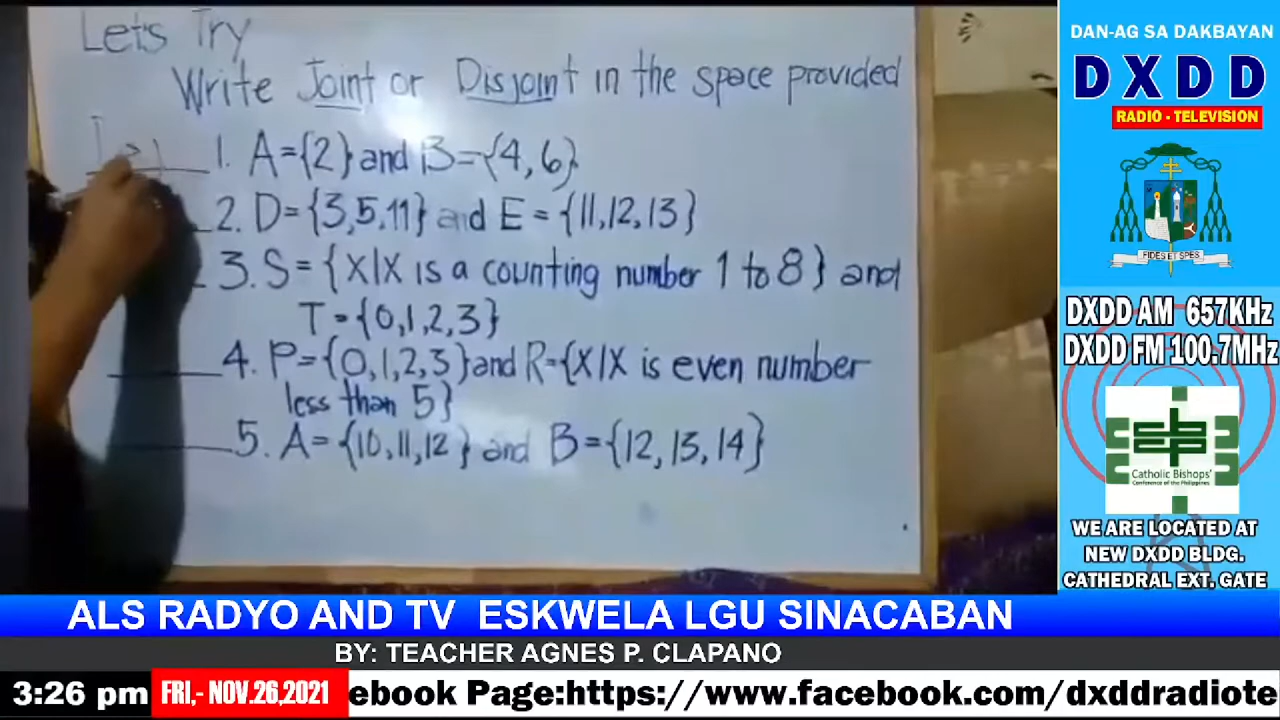 Let's Try
Write Joint or Disjoint in the space provided
1. A={2} and B={4, 6}
2. D={3,5,11} and E = {11,12,13}
3. S = {X|X is a counting number 1 to 8} and
T={0,1,2,3}
4. P={0,1,2,3} and R={X|X is even number
less than 5}
5. A={10,11,12} and B={12,13,14}
DAN-AG SA DAKBAYAN
DXDD
RADIO - TELEVISION
FIDES ET SPES
DXDD AM 657KHz
DXDD FM 100.7MHz
cbcp
Catholic Bishops'
Conference of the Philippines
WE ARE LOCATED AT
NEW DXDD BLDG.
CATHEDRAL EXT. GATE
ALS RADYO AND TV ESKWELA LGU SINACABAN
BY: TEACHER AGNES P. CLAPANO
3:26 pm FRI,- NOV.26,2021 ebook Page:https://www.facebook.com/dxddradiote